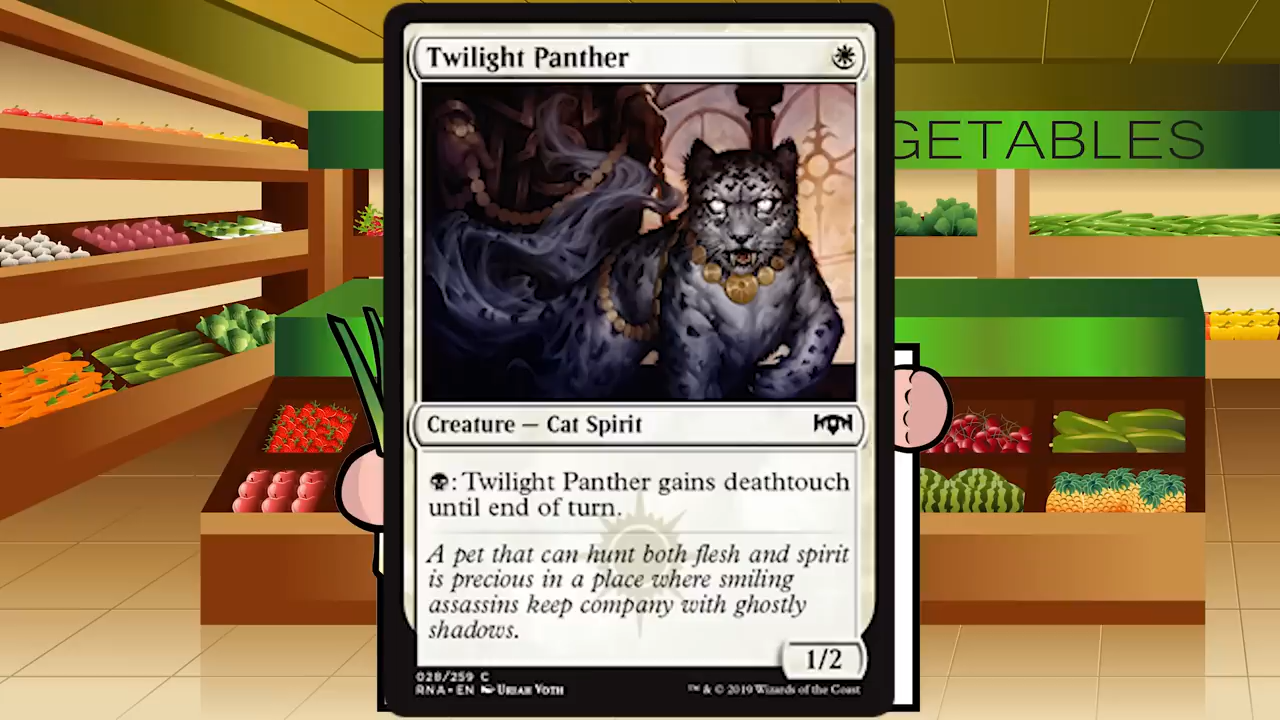 Twilight Panther
GETABLES
Creature — Cat Spirit
: Twilight Panther gains deathtouch
until end of turn.
A pet that can hunt both flesh and spirit
is precious in a place where smiling
assassins keep company with ghostly
shadows.
1/2
028/259 C
RNA • EN Uriah Voth
™ & © 2019 Wizards of the Coast